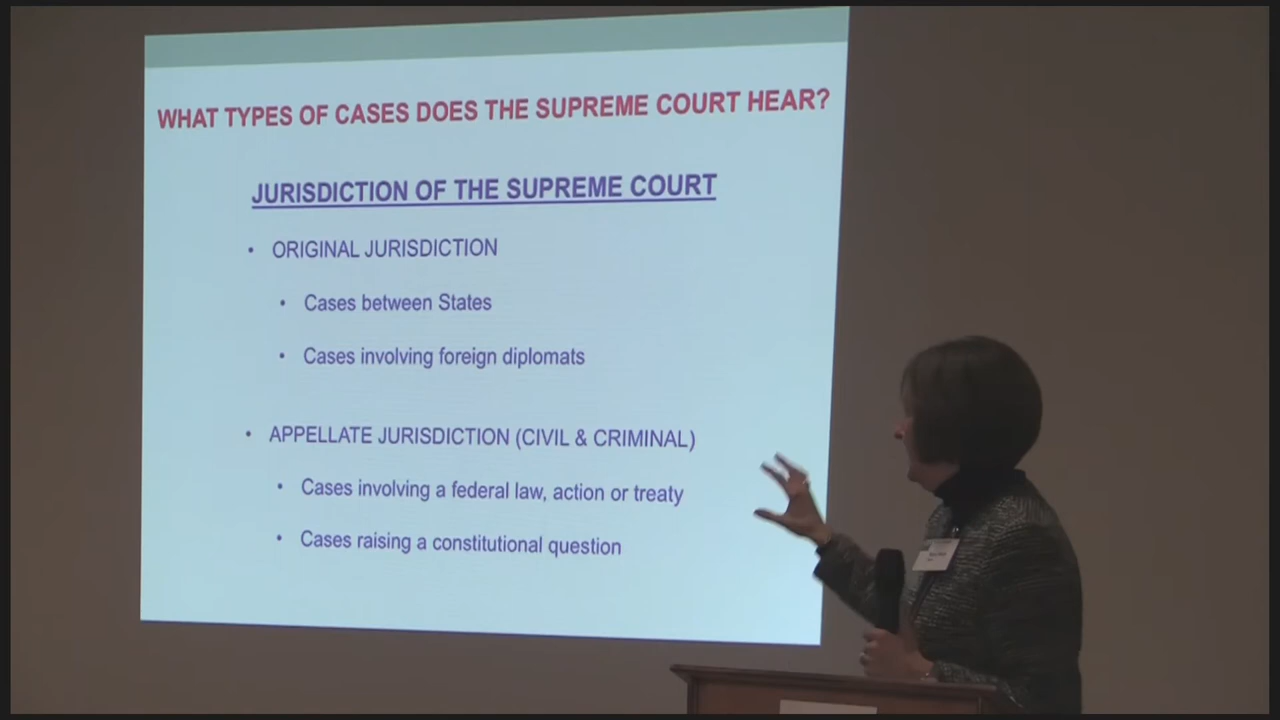 WHAT TYPES OF CASES DOES THE SUPREME COURT HEAR?
JURISDICTION OF THE SUPREME COURT
• ORIGINAL JURISDICTION
• Cases between States
• Cases involving foreign diplomats
• APPELLATE JURISDICTION (CIVIL & CRIMINAL)
• Cases involving a federal law, action or treaty
• Cases raising a constitutional question